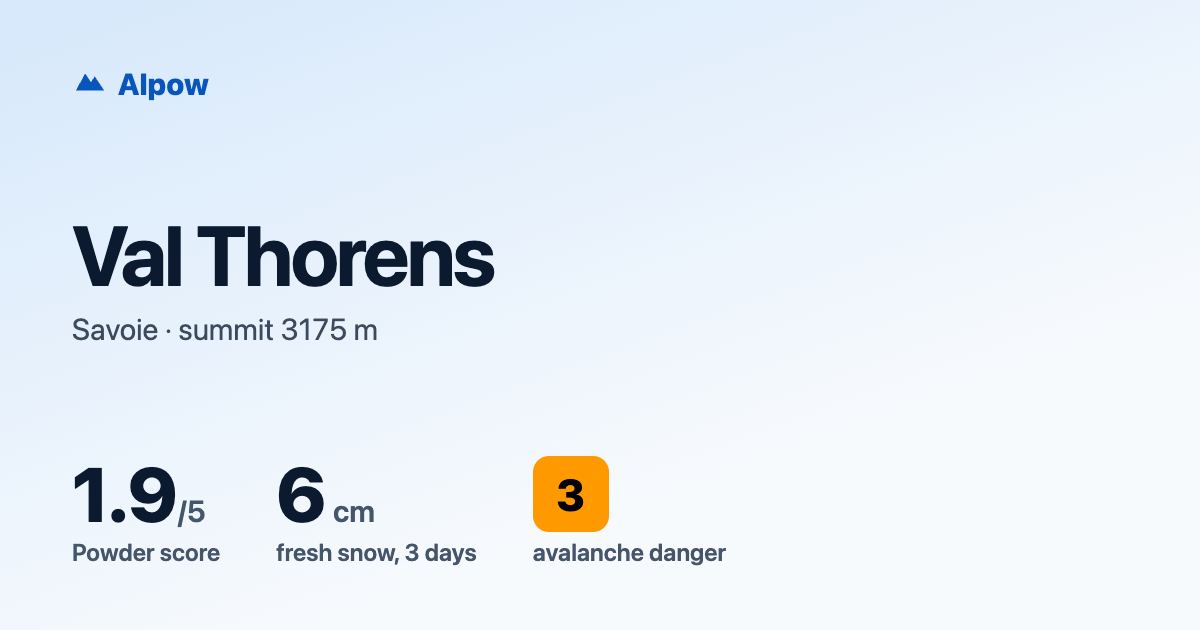 Alpow
Val Thorens
Savoie · summit 3175 m
1.9/5
Powder score
6 cm
fresh snow, 3 days
3
avalanche danger